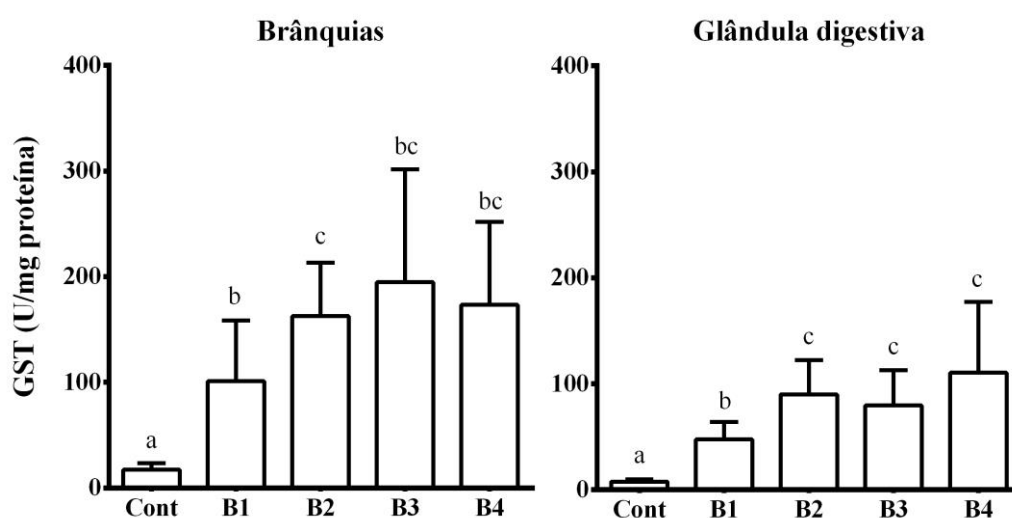 Brânquias
Glândula digestiva
GST (U/mg proteína)
400
300
200
100
0
a
b
c
bc
bc
Cont B1 B2 B3 B4
400
300
200
100
0
a
b
c
c
c
Cont B1 B2 B3 B4